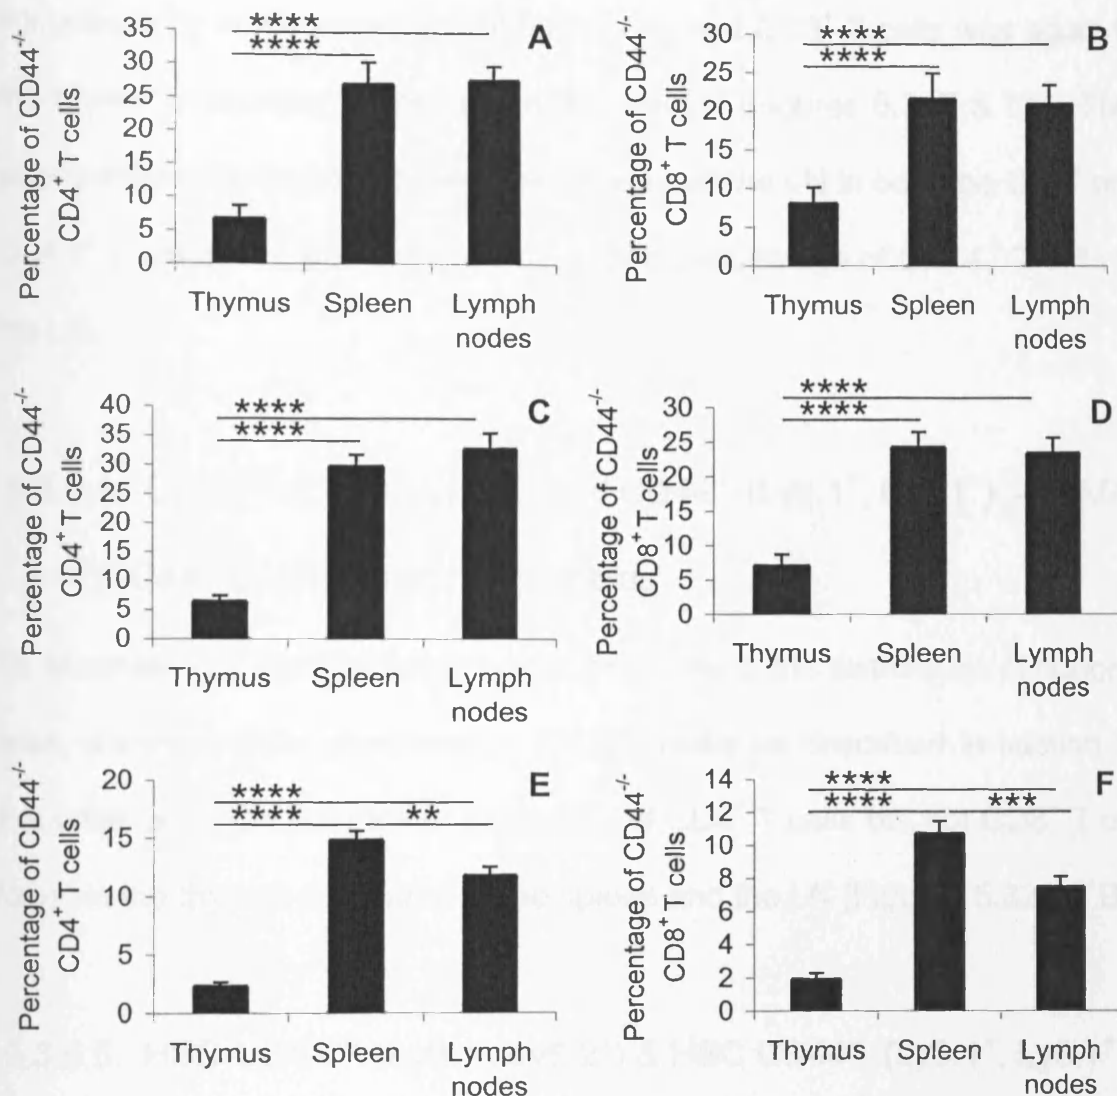 **** A
****
35
30
25
20
15
10
5
0
Percentage of CD44-/-
CD4+ T cells
Thymus Spleen Lymph
nodes
**** B
****
30
25
20
15
10
5
0
Percentage of CD44-/-
CD8+ T cells
Thymus Spleen Lymph
nodes
**** C
****
40
35
30
25
20
15
10
5
0
Percentage of CD44-/-
CD4+ T cells
Thymus Spleen Lymph
nodes
**** D
****
30
25
20
15
10
5
0
Percentage of CD44-/-
CD8+ T cells
Thymus Spleen Lymph
nodes
**** E
**** **
20
15
10
5
0
Percentage of CD44-/-
CD4+ T cells
Thymus Spleen Lymph
nodes
**** F
**** ***
14
12
10
8
6
4
2
0
Percentage of CD44-/-
CD8+ T cells
Thymus Spleen Lymph
nodes